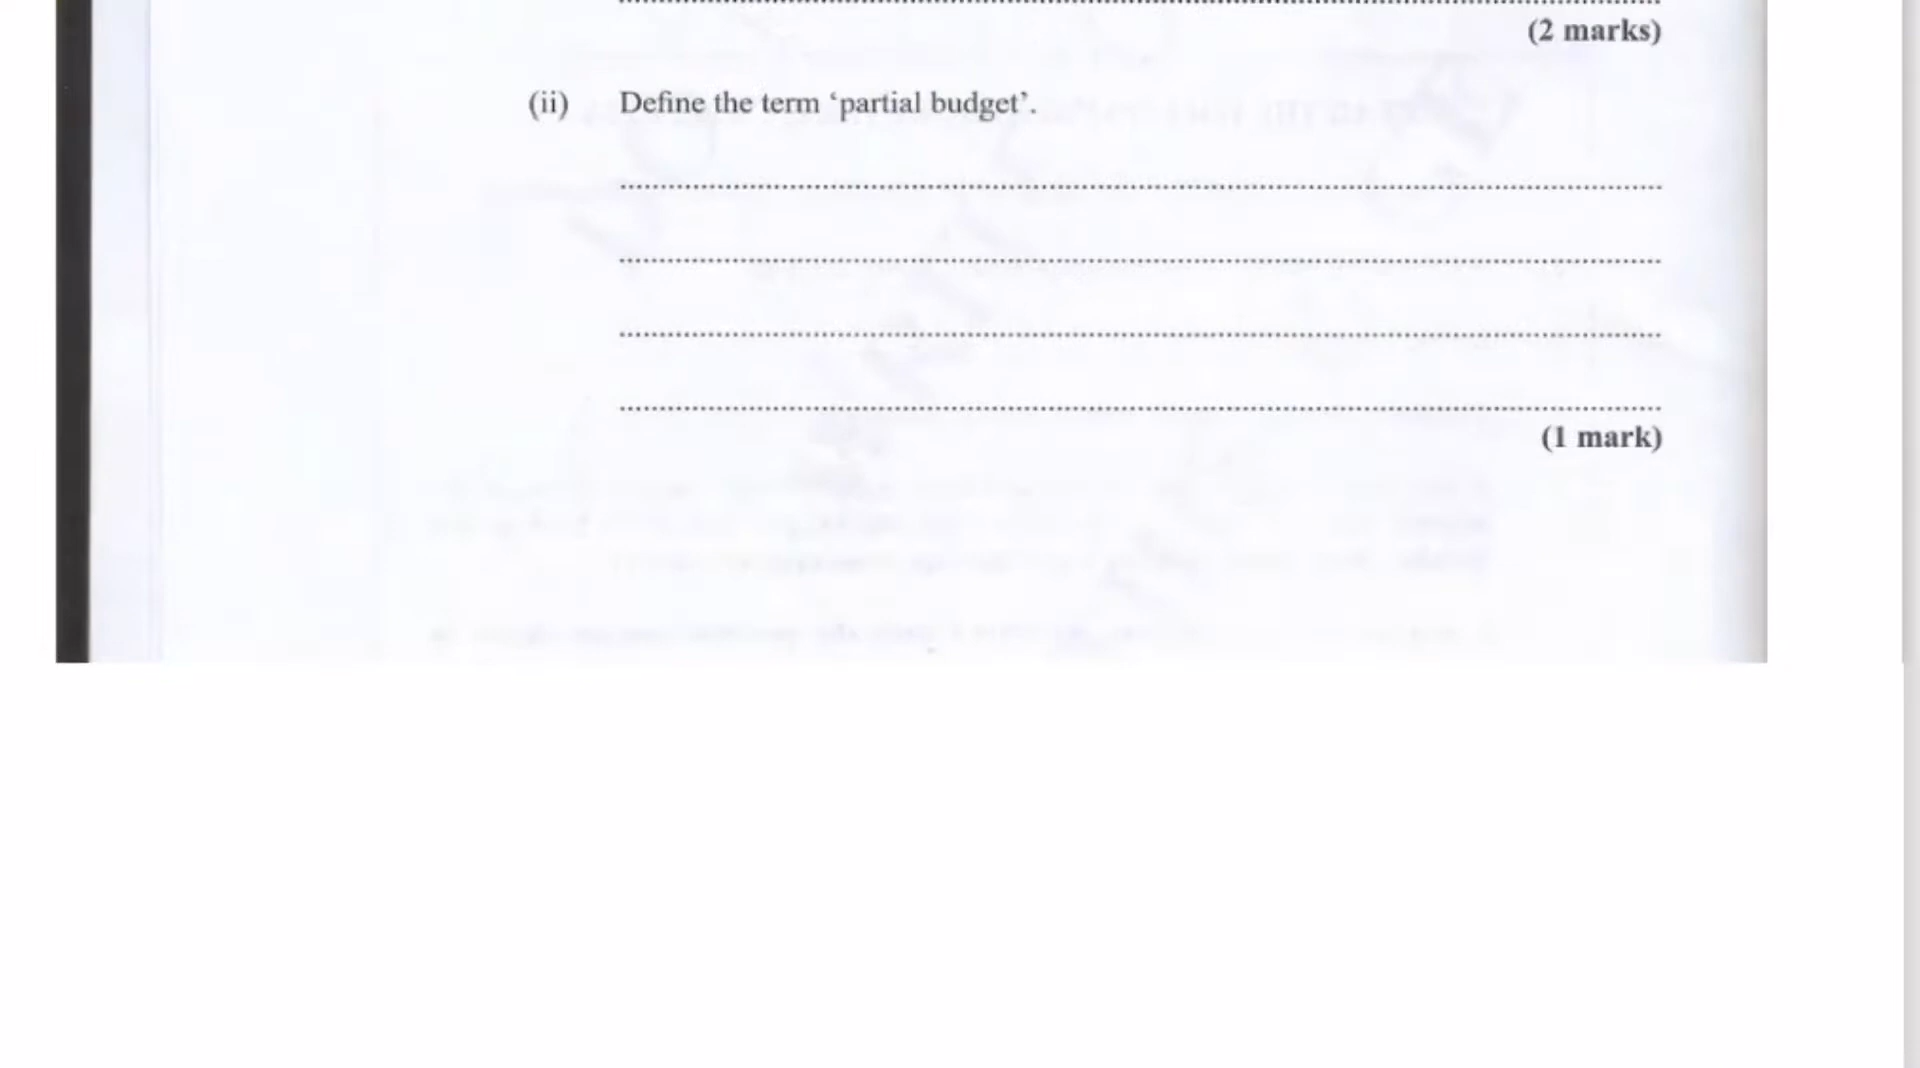 (2 marks)
(ii) Define the term ‘partial budget’.
(1 mark)